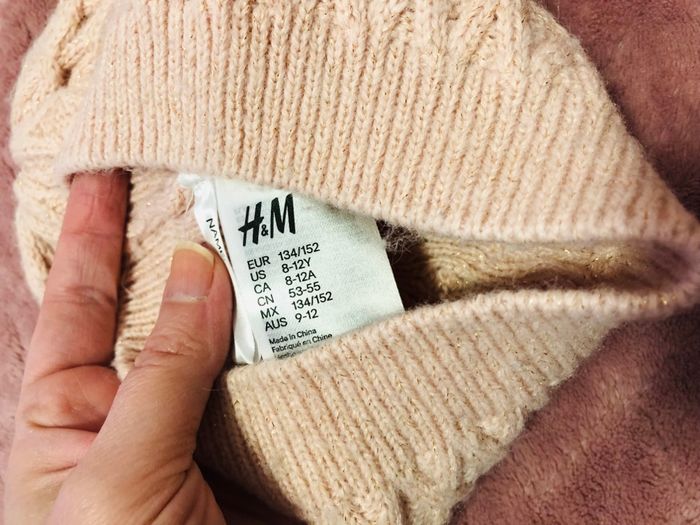 H&M
EUR 134/152
US 8-12Y
CA 8-12A
CN 53-55
MX 134/152
AUS 9-12
Made in China
Fabriqué en Chine
NAM